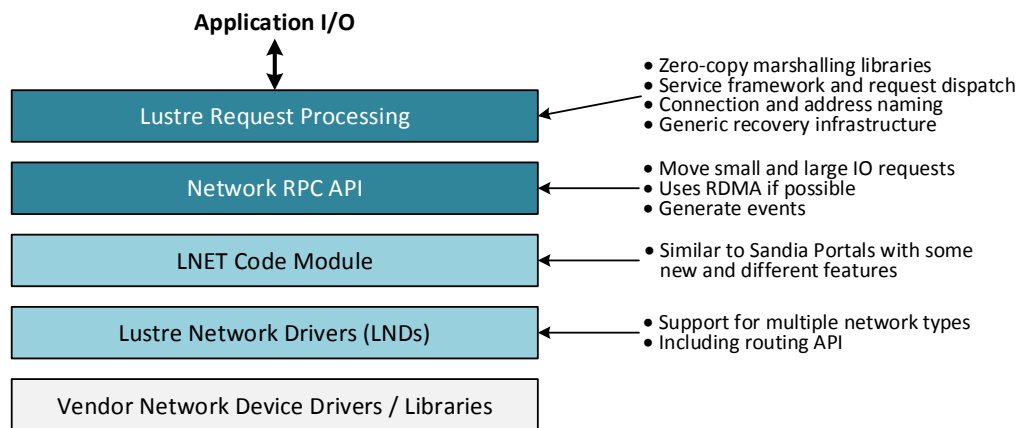 Application I/O
Lustre Request Processing
• Zero-copy marshalling libraries
• Service framework and request dispatch
• Connection and address naming
• Generic recovery infrastructure
Network RPC API
• Move small and large IO requests
• Uses RDMA if possible
• Generate events
LNET Code Module
• Similar to Sandia Portals with some
new and different features
Lustre Network Drivers (LNDs)
• Support for multiple network types
• Including routing API
Vendor Network Device Drivers / Libraries